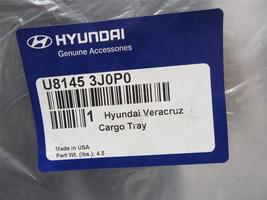 HYUNDAI
Genuine Accessories
U8145 3J0P0
1 Hyundai Veracruz
Cargo Tray
Made in USA
Part Wt. (lbs.): 4.5